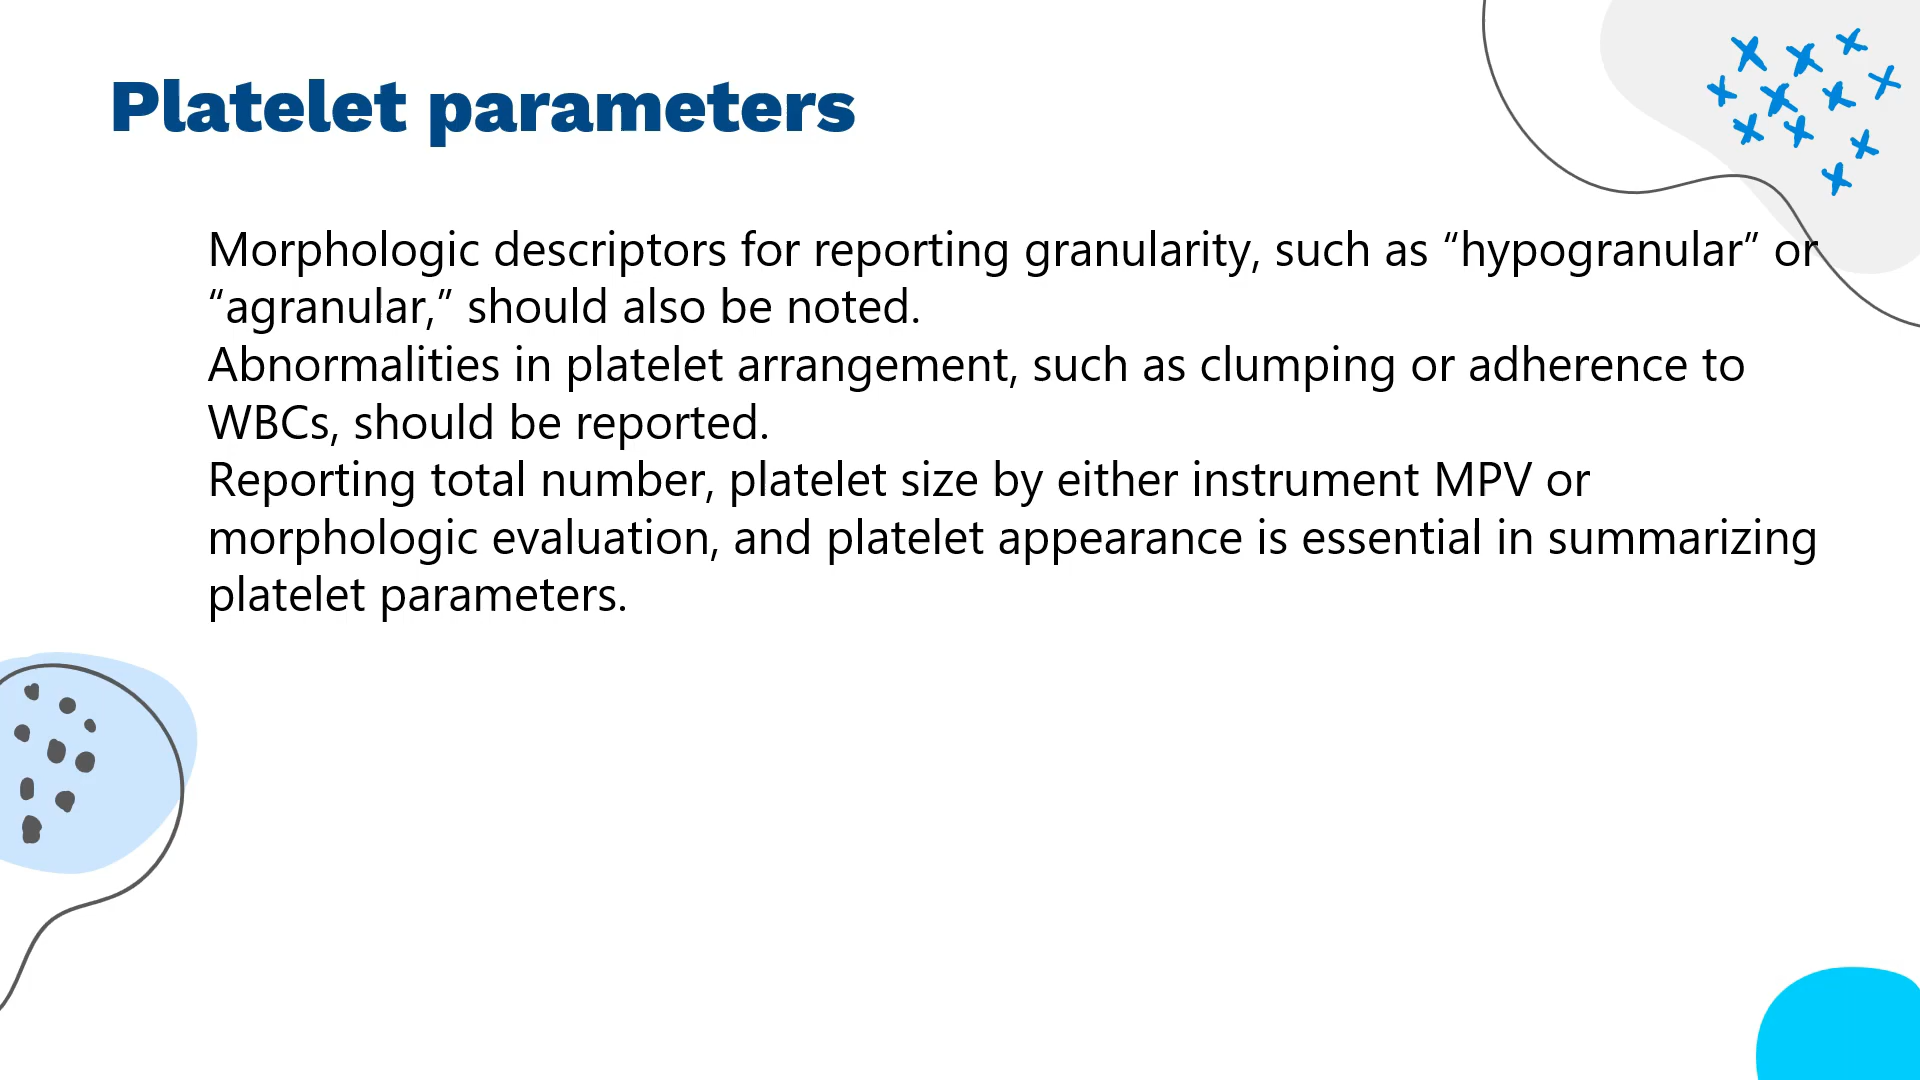 Platelet parameters
Morphologic descriptors for reporting granularity, such as “hypogranular” or
“agranular,” should also be noted.
Abnormalities in platelet arrangement, such as clumping or adherence to
WBCs, should be reported.
Reporting total number, platelet size by either instrument MPV or
morphologic evaluation, and platelet appearance is essential in summarizing
platelet parameters.